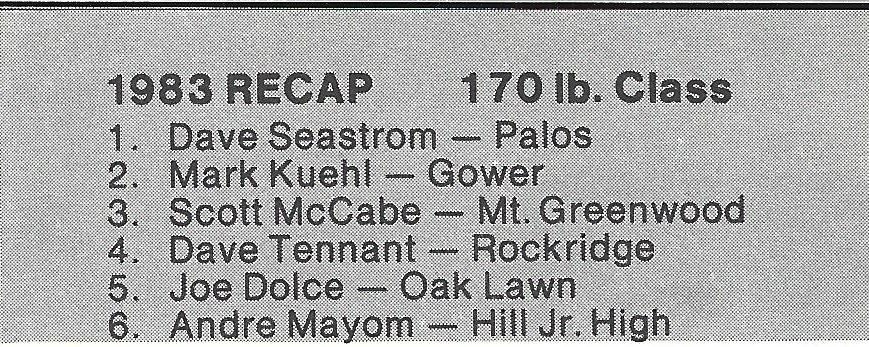 1983 RECAP 170 lb. Class
1. Dave Seastrom — Palos
2. Mark Kuehl — Gower
3. Scott McCabe — Mt. Greenwood
4. Dave Tennant — Rockridge
5. Joe Dolce — Oak Lawn
6. Andre Mayom — Hill Jr. High